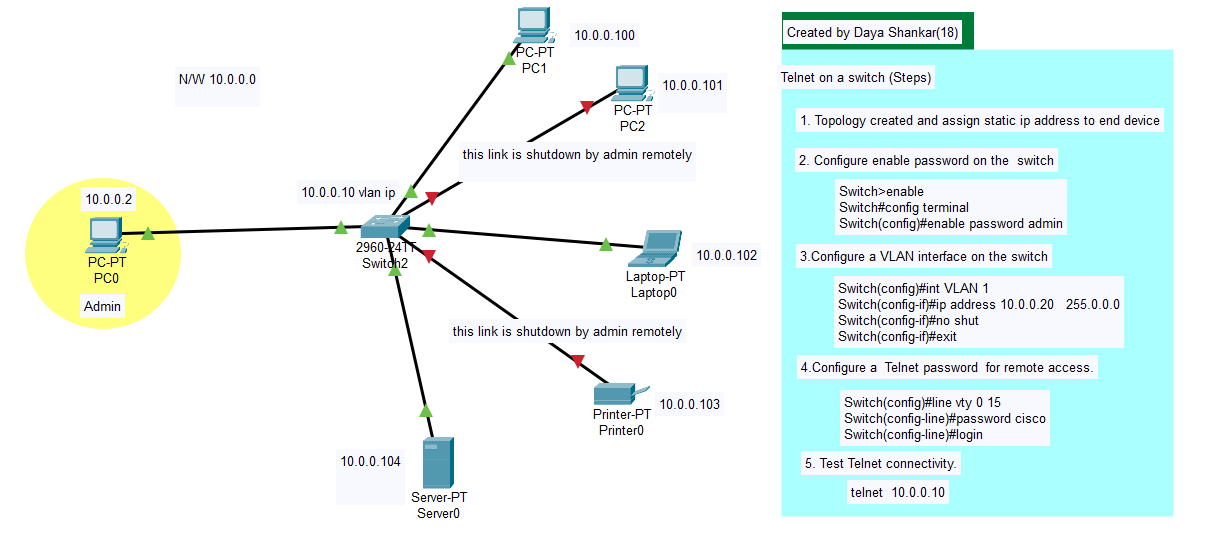 PC-PT
PC1
10.0.0.100
N/W 10.0.0.0
PC-PT
PC2
10.0.0.101
this link is shutdown by admin remotely
10.0.0.10 vlan ip
10.0.0.2
PC-PT
PC0
Admin
2960-24TT
Switch2
Laptop-PT
Laptop0
10.0.0.102
this link is shutdown by admin remotely
Printer-PT
Printer0
10.0.0.103
10.0.0.104
Server-PT
Server0
Created by Daya Shankar(18)
Telnet on a switch (Steps)
1. Topology created and assign static ip address to end device
2. Configure enable password on the switch
Switch>enable
Switch#config terminal
Switch(config)#enable password admin
3.Configure a VLAN interface on the switch
Switch(config)#int VLAN 1
Switch(config-if)#ip address 10.0.0.20 255.0.0.0
Switch(config-if)#no shut
Switch(config-if)#exit
4.Configure a Telnet password for remote access.
Switch(config)#line vty 0 15
Switch(config-line)#password cisco
Switch(config-line)#login
5. Test Telnet connectivity.
telnet 10.0.0.10